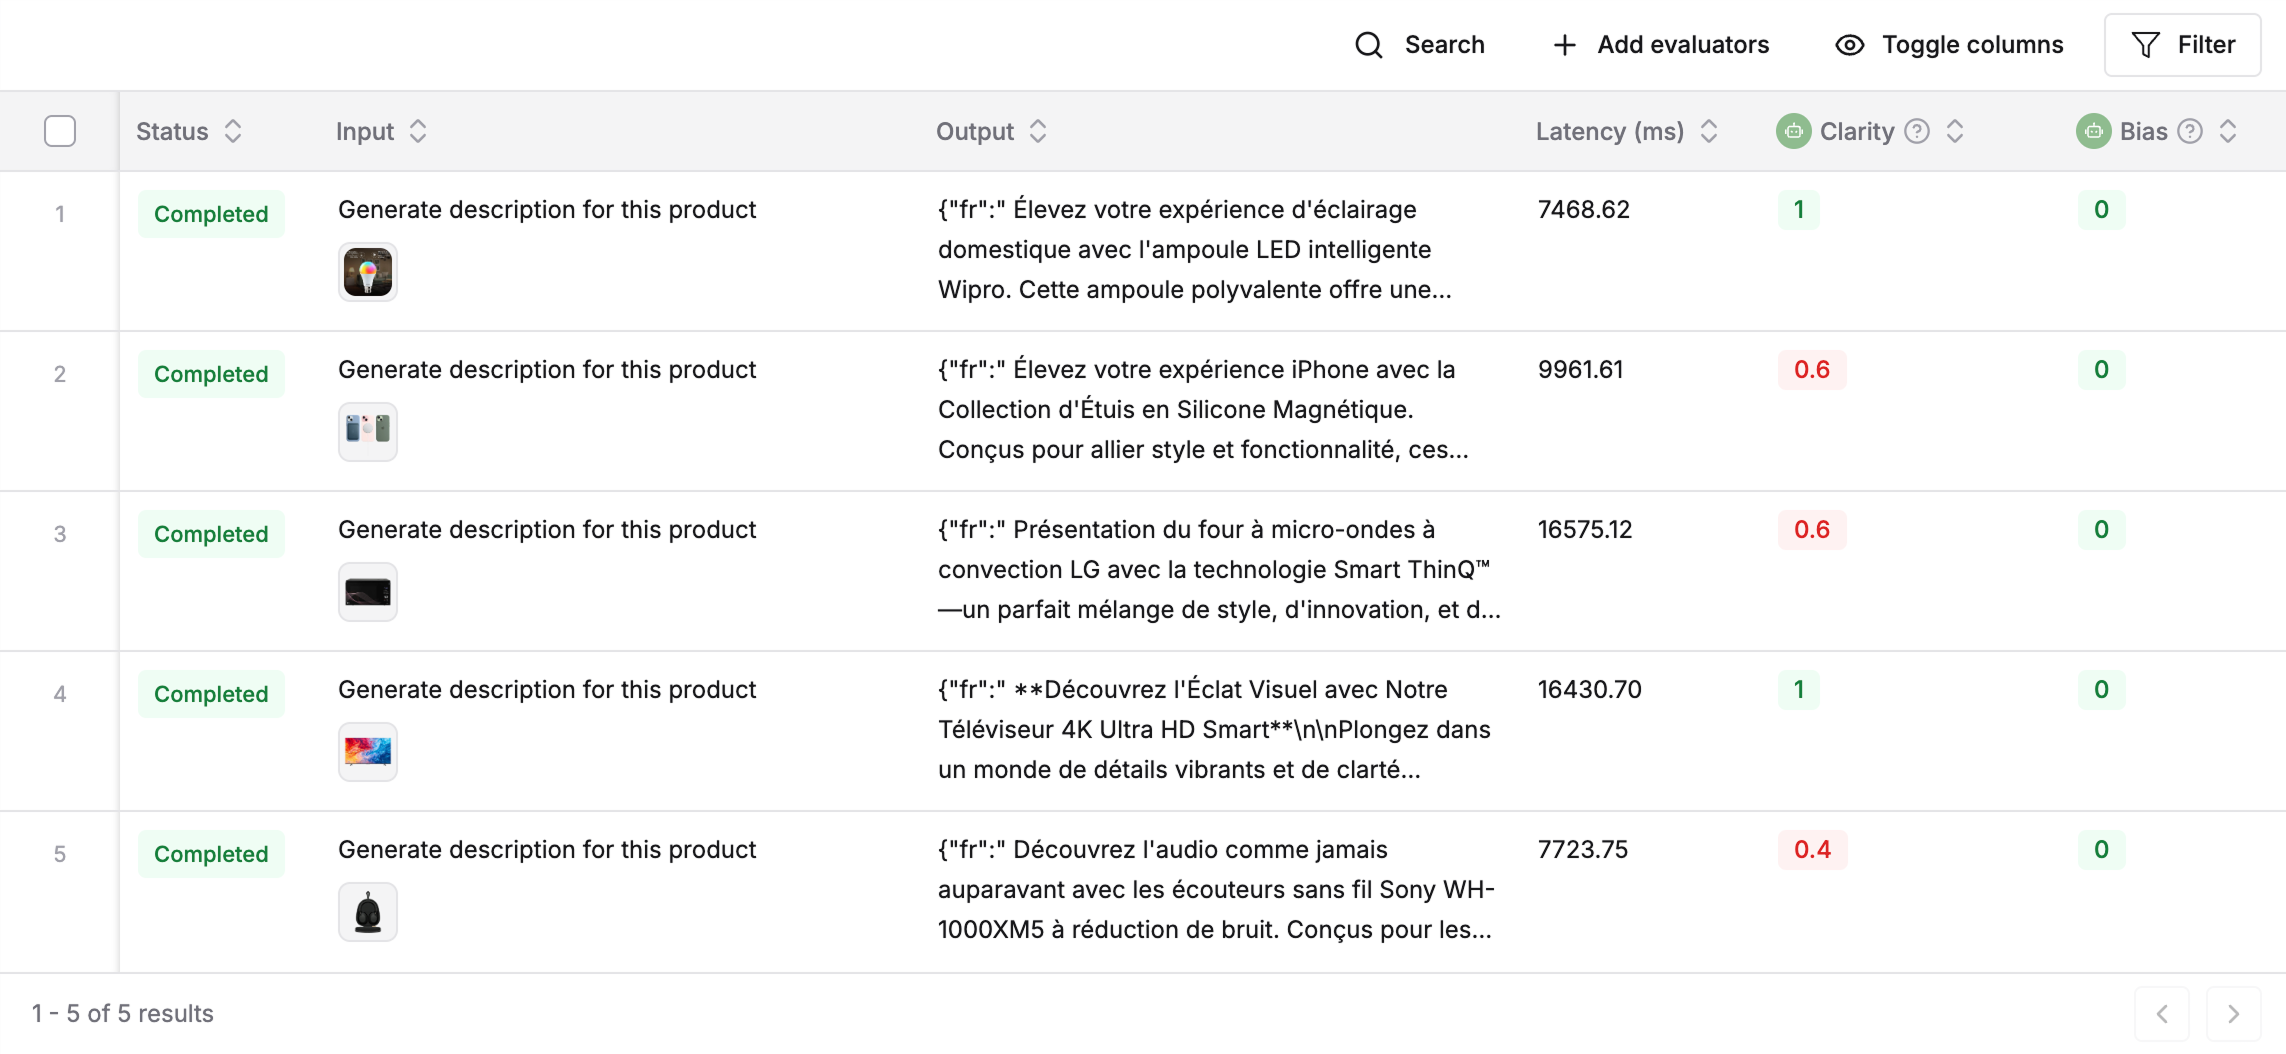 Search
Add evaluators
Toggle columns
Filter
Status
Input
Output
Latency (ms)
Clarity
Bias
1
Completed
Generate description for this product
{"fr":" Élevez votre expérience d'éclairage
domestique avec l'ampoule LED intelligente
Wipro. Cette ampoule polyvalente offre une...
7468.62
1
0
2
Completed
Generate description for this product
{"fr":" Élevez votre expérience iPhone avec la
Collection d'Étuis en Silicone Magnétique.
Conçus pour allier style et fonctionnalité, ces...
9961.61
0.6
0
3
Completed
Generate description for this product
{"fr":" Présentation du four à micro-ondes à
convection LG avec la technologie Smart ThinQ™
—un parfait mélange de style, d'innovation, et d...
16575.12
0.6
0
4
Completed
Generate description for this product
{"fr":" **Découvrez l'Éclat Visuel avec Notre
Téléviseur 4K Ultra HD Smart**\n\nPlongez dans
un monde de détails vibrants et de clarté...
16430.70
1
0
5
Completed
Generate description for this product
{"fr":" Découvrez l'audio comme jamais
auparavant avec les écouteurs sans fil Sony WH-
1000XM5 à réduction de bruit. Conçus pour les...
7723.75
0.4
0
1 - 5 of 5 results